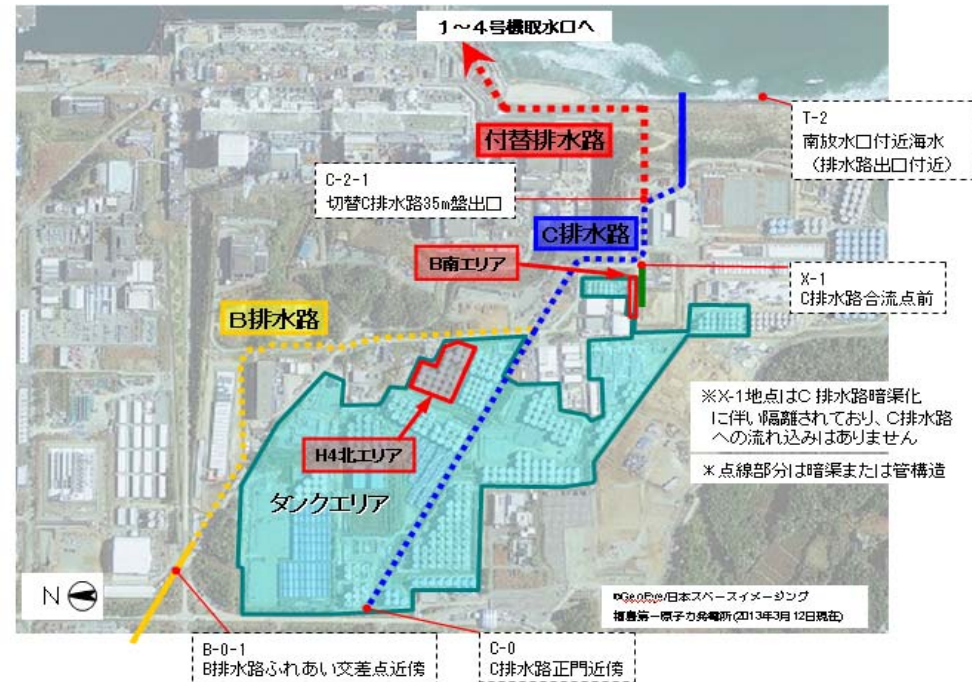 1～4号機取水口へ
付替排水路
T-2
南放水口付近海水
（排水路出口付近）
C-2-1
切替C排水路35m盤出口
C排水路
B南エリア
X-1
C排水路合流点前
B排水路
※X-1地点はC 排水路暗渠化
に伴い隔離されており、C排水路
への流れ込みはありません
H4北エリア
＊点線部分は暗渠または管構造
タンクエリア
N
©GeoEye/日本スペースイメージング
福島第一原子力発電所(2013年3月12日現在)
B-0-1
B排水路ふれあい交差点近傍
C-0
C排水路正門近傍